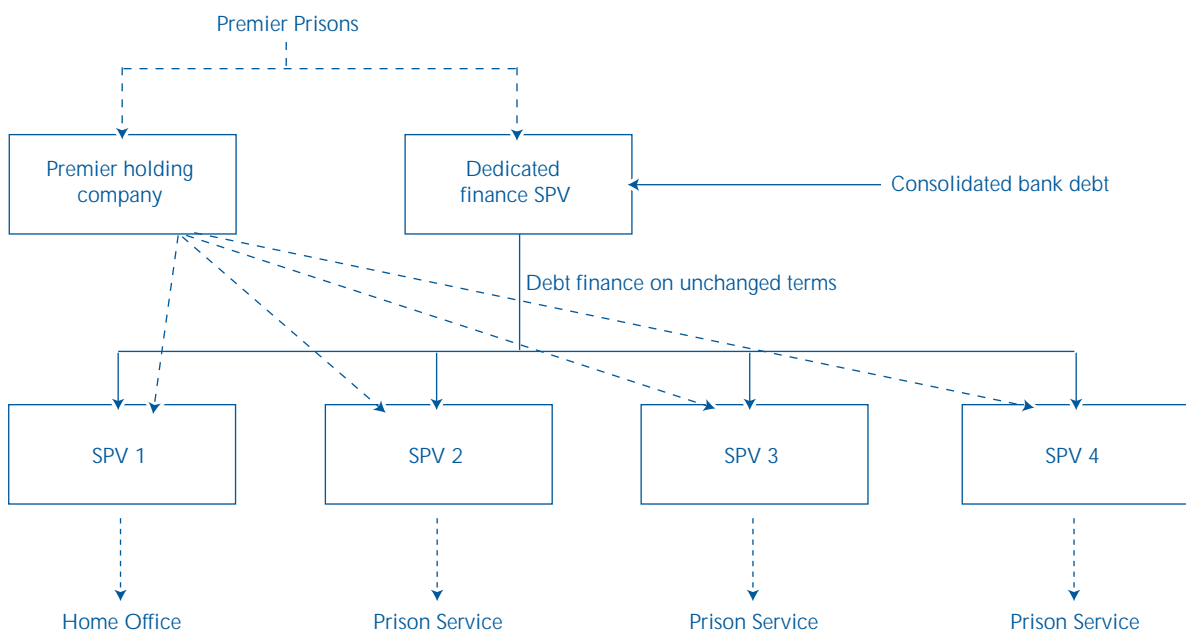 Premier Prisons
Premier holding
company
Dedicated
finance SPV
Consolidated bank debt
Debt finance on unchanged terms
SPV 1
SPV 2
SPV 3
SPV 4
Home Office
Prison Service
Prison Service
Prison Service